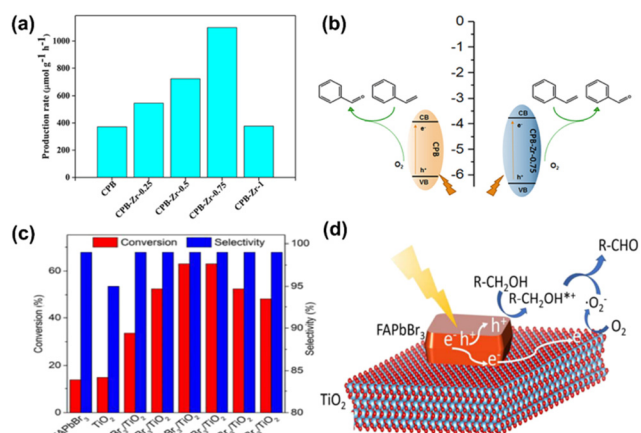 (a)
Production rate (μmol g⁻¹ h⁻¹)
1000
800
600
400
200
0
CPB
CPB-Zr-0.25
CPB-Zr-0.5
CPB-Zr-0.75
CPB-Zr-1
(b)
0
-1
-2
-3
-4
-5
-6
O
O
CB
e⁻
CPB
h⁺
VB
O₂
CB
e⁻
CPB-Zr-0.75
h⁺
VB
O₂
(c)
Conversion
Selectivity
Conversion (%)
60
40
20
0
100
95
90
85
80
Selectivity (%)
FAPbBr₃
TiO₂
(d)
R-CHO
R-CH₂OH
R-CH₂OH*+
·O₂⁻
O₂
FAPbBr₃
e⁻ h⁺
h⁺
e⁻
e⁻
TiO₂